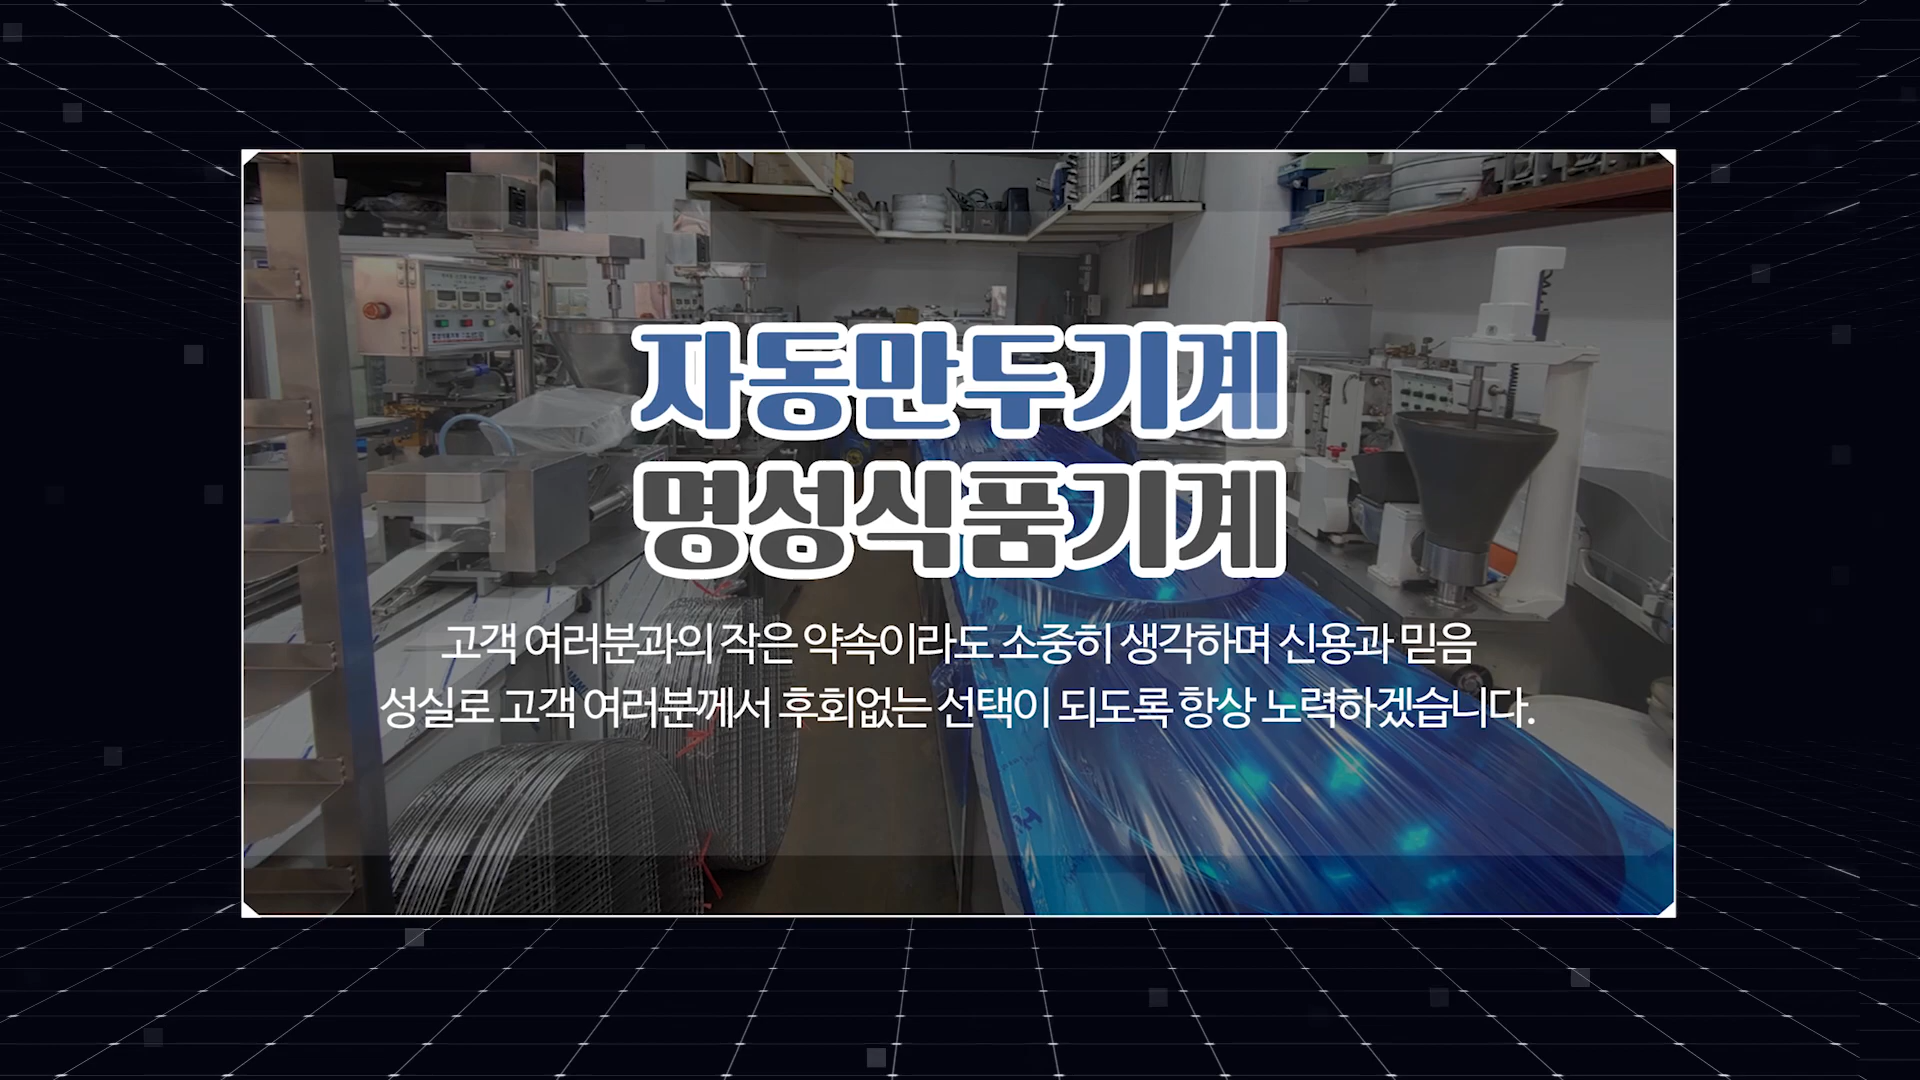 자동만두기계
명성식품기계
고객 여러분과의 작은 약속이라도 소중히 생각하며 신용과 믿음
성실로 고객 여러분께서 후회없는 선택이 되도록 항상 노력하겠습니다.